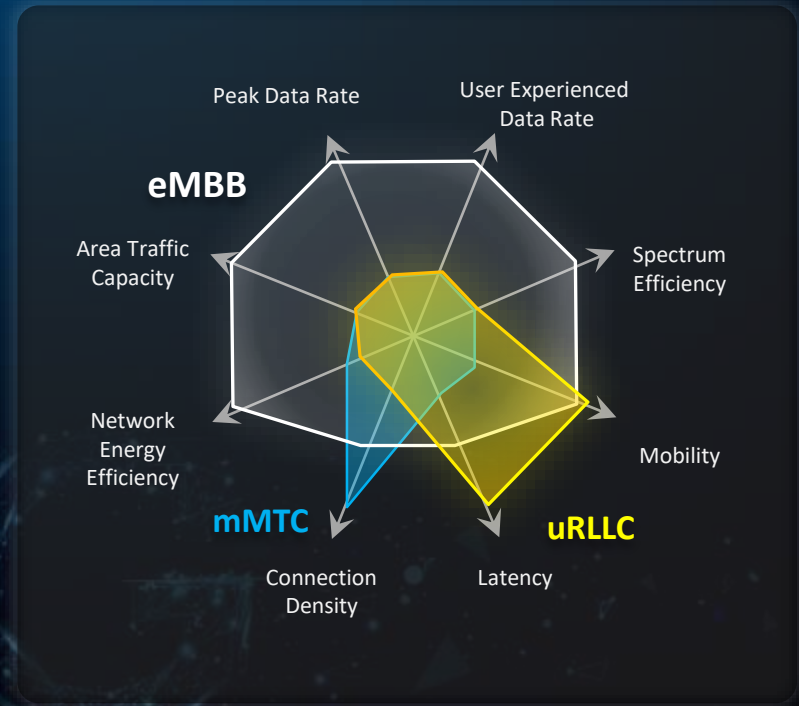 Peak Data Rate
User Experienced
Data Rate
eMBB
Area Traffic
Capacity
Spectrum
Efficiency
Network
Energy
Efficiency
Mobility
mMTC
uRLLC
Connection
Density
Latency